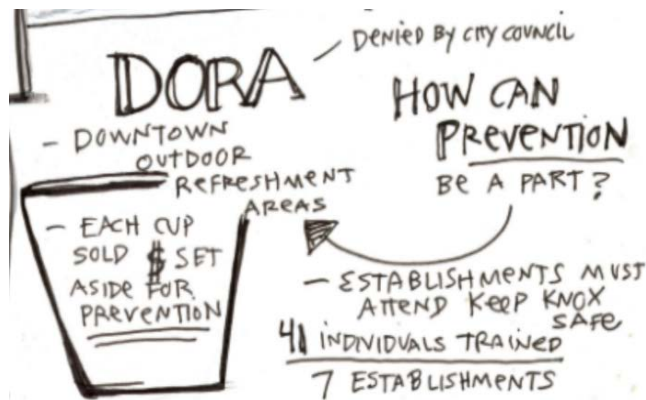 DENIED BY CITY COUNCIL
DORA
- DOWNTOWN
OUTDOOR
REFRESHMENT
AREAS
- EACH CUP
SOLD $ SET
ASIDE FOR
PREVENTION
HOW CAN
PREVENTION
BE A PART?
- ESTABLISHMENTS MUST
ATTEND KEEP KNOX
SAFE
41 INDIVIDUALS TRAINED
7 ESTABLISHMENTS